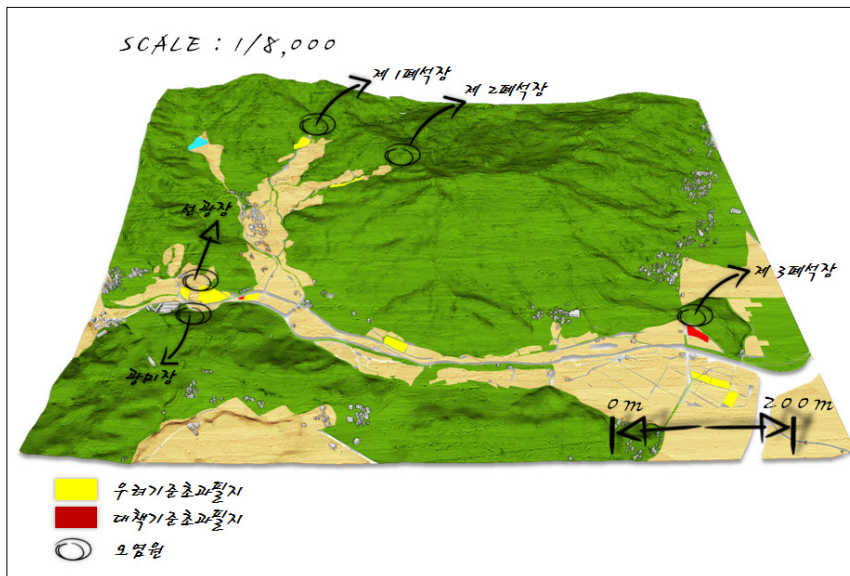 SCALE : 1/8,000
제 1폐석장
제 2폐석장
선광장
제 3폐석장
광미장
0m
200m
우려기준초과필지
대책기준초과필지
오염원